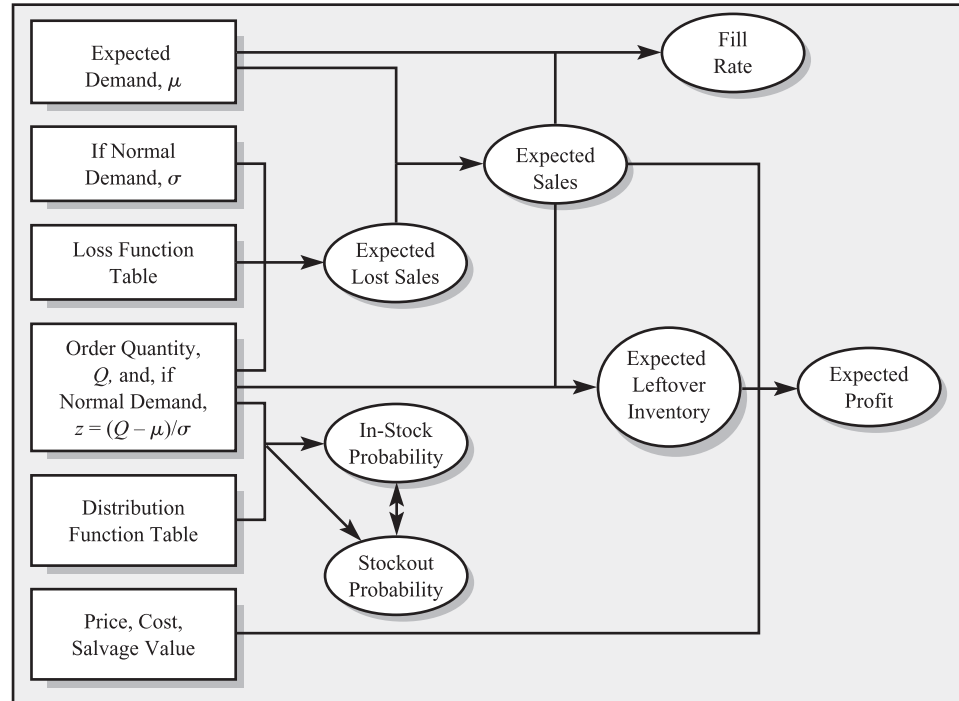 Expected
Demand, μ
Fill
Rate
If Normal
Demand, σ
Expected
Sales
Loss Function
Table
Expected
Lost Sales
Order Quantity,
Q, and, if
Normal Demand,
z = (Q – μ)/σ
Expected
Leftover
Inventory
Expected
Profit
In-Stock
Probability
Distribution
Function Table
Stockout
Probability
Price, Cost,
Salvage Value